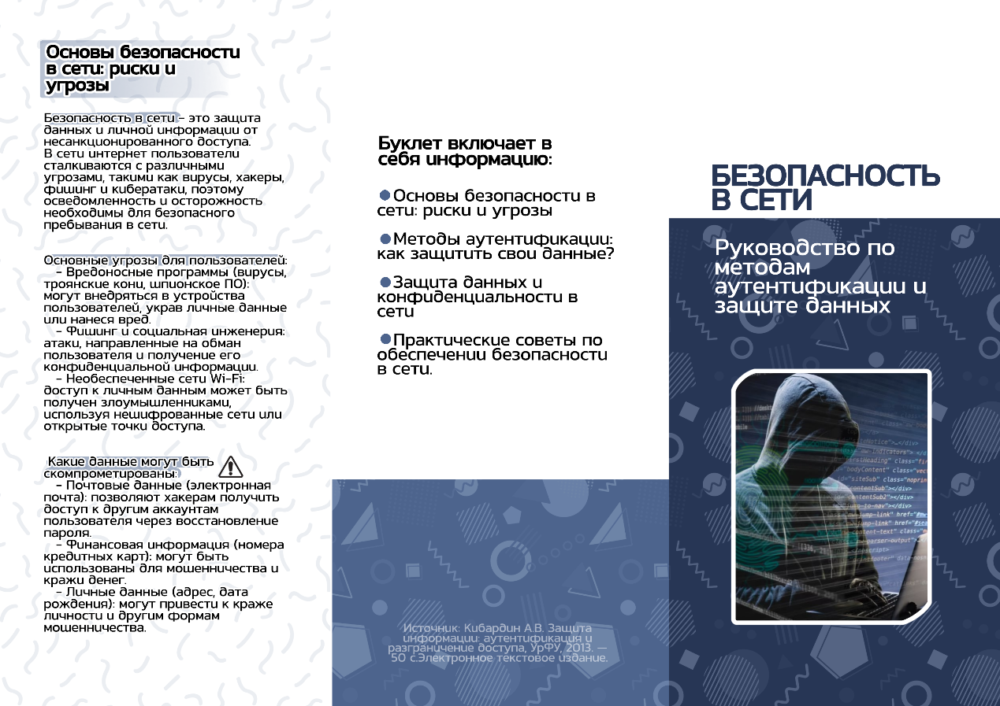 Основы безопасности
в сети: риски и
угрозы
Безопасность в сети – это защита
данных и личной информации от
несанкционированного доступа.
В сети интернет пользователи
сталкиваются с различными
угрозами, такими как вирусы, хакеры,
фишинг и кибератаки, поэтому
осведомленность и осторожность
необходимы для безопасного
пребывания в сети.
Основные угрозы для пользователей:
– Вредоносные программы (вирусы,
троянские кони, шпионское ПО):
могут внедряться в устройства
пользователей, украв личные данные
или нанеся вред.
– Фишинг и социальная инженерия:
атаки, направленные на обман
пользователя и получение его
конфиденциальной информации.
– Необеспеченные сети Wi-Fi:
доступ к личным данным может быть
получен злоумышленниками,
используя нешифрованные сети или
открытые точки доступа.
Какие данные могут быть
скомпрометированы:
– Почтовые данные (электронная
почта): позволяют хакерам получить
доступ к другим аккаунтам
пользователя через восстановление
пароля.
– Финансовая информация (номера
кредитных карт): могут быть
использованы для мошенничества и
кражи денег.
– Личные данные (адрес, дата
рождения): могут привести к краже
личности и другим формам
мошенничества.
Буклет включает в
себя информацию:
Основы безопасности в
сети: риски и угрозы
Методы аутентификации:
как защитить свои данные?
Защита данных и
конфиденциальности в
сети
Практические советы по
обеспечении безопасности
в сети.
Источник: Кибардин А.В. Защита
информации: аутентификация и
разграничение доступа, УрФУ, 2013. —
50 с.Электронное текстовое издание.
БЕЗОПАСНОСТЬ
В СЕТИ
Руководство по
методам
аутентификации и
защите данных